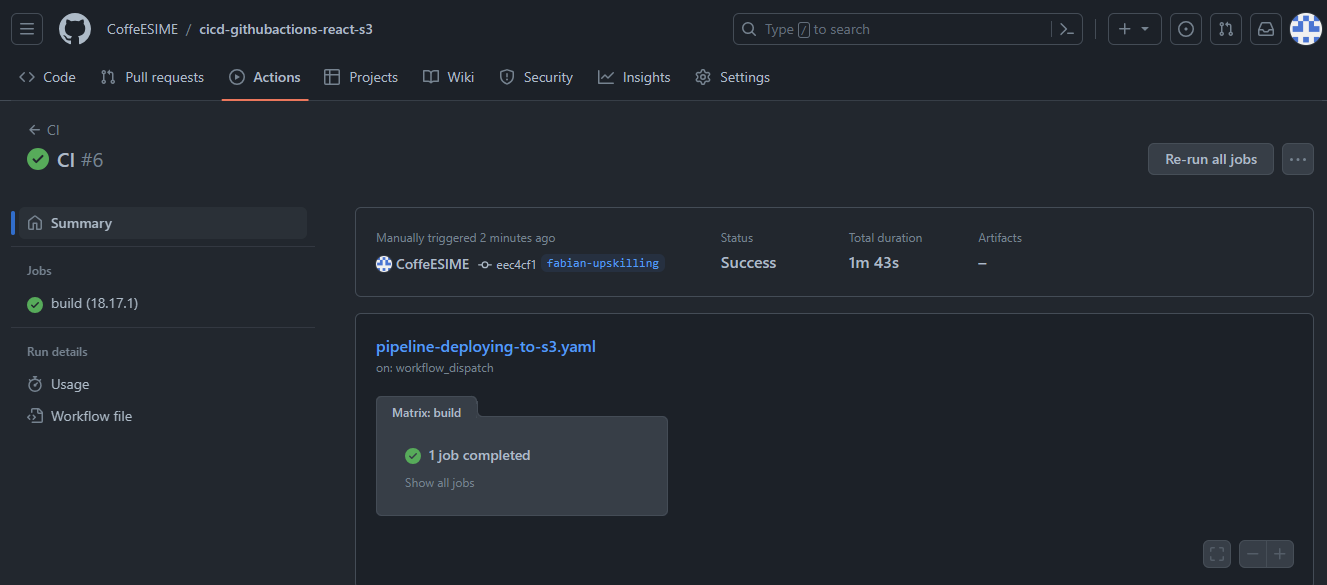 CoffeESIME / cicd-githubactions-react-s3
Type / to search
Code Pull requests Actions Projects Wiki Security Insights Settings
← CI
CI #6
Re-run all jobs
Summary
Jobs
build (18.17.1)
Run details
Usage
Workflow file
Manually triggered 2 minutes ago
CoffeESIME eec4cf1 fabian-upskilling
Status
Success
Total duration
1m 43s
Artifacts
–
pipeline-deploying-to-s3.yaml
on: workflow_dispatch
Matrix: build
1 job completed
Show all jobs